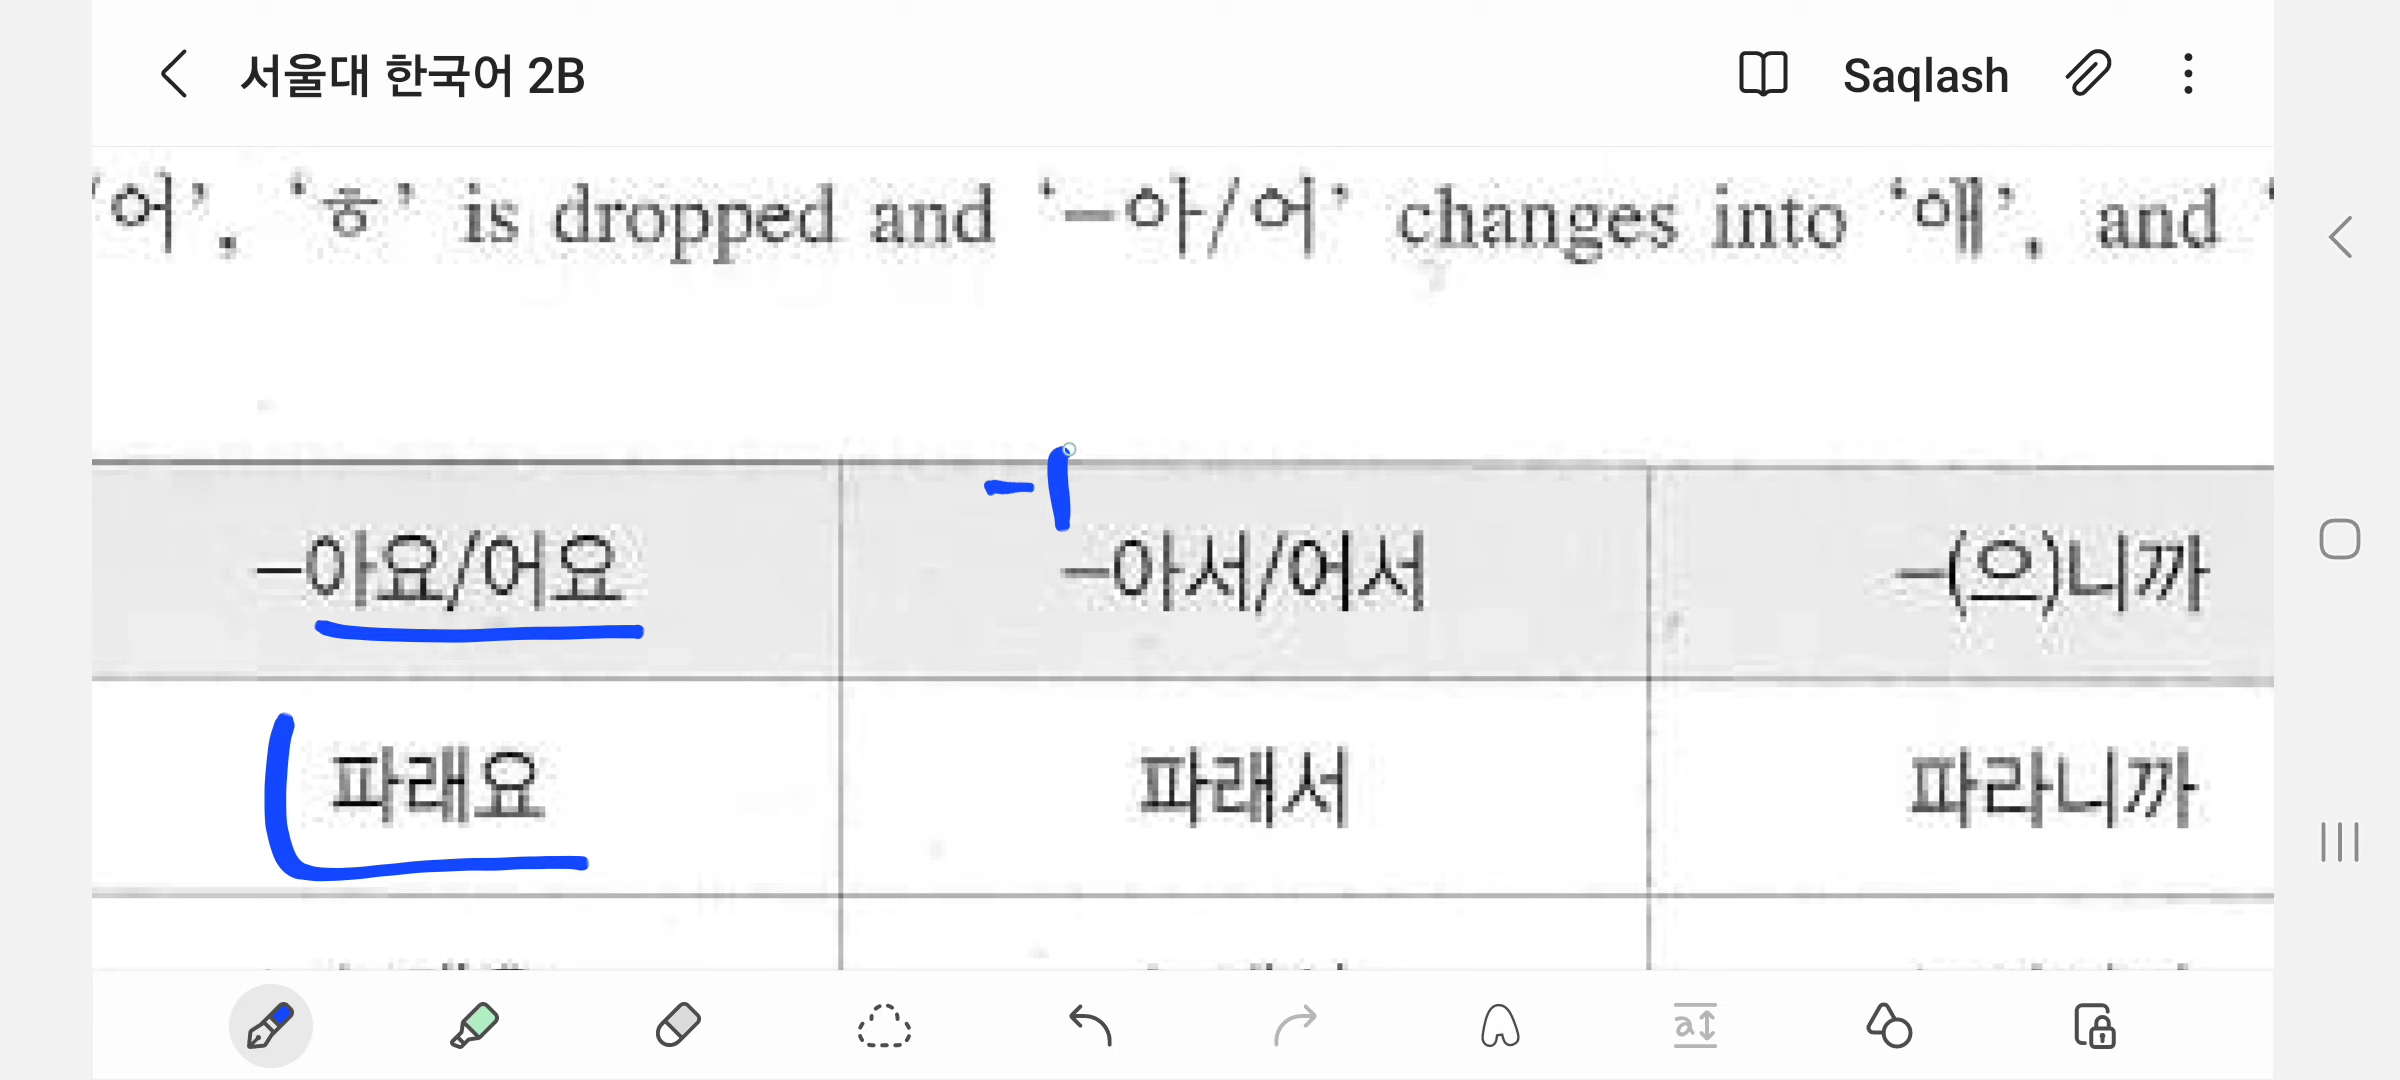 서울대 한국어 2B
Saqlash
/어', 'ㅎ' is dropped and '-아/어' changes into '애', and '
-아요/어요
-아서/어서
-(으)니까
파래요
파래서
파라니까